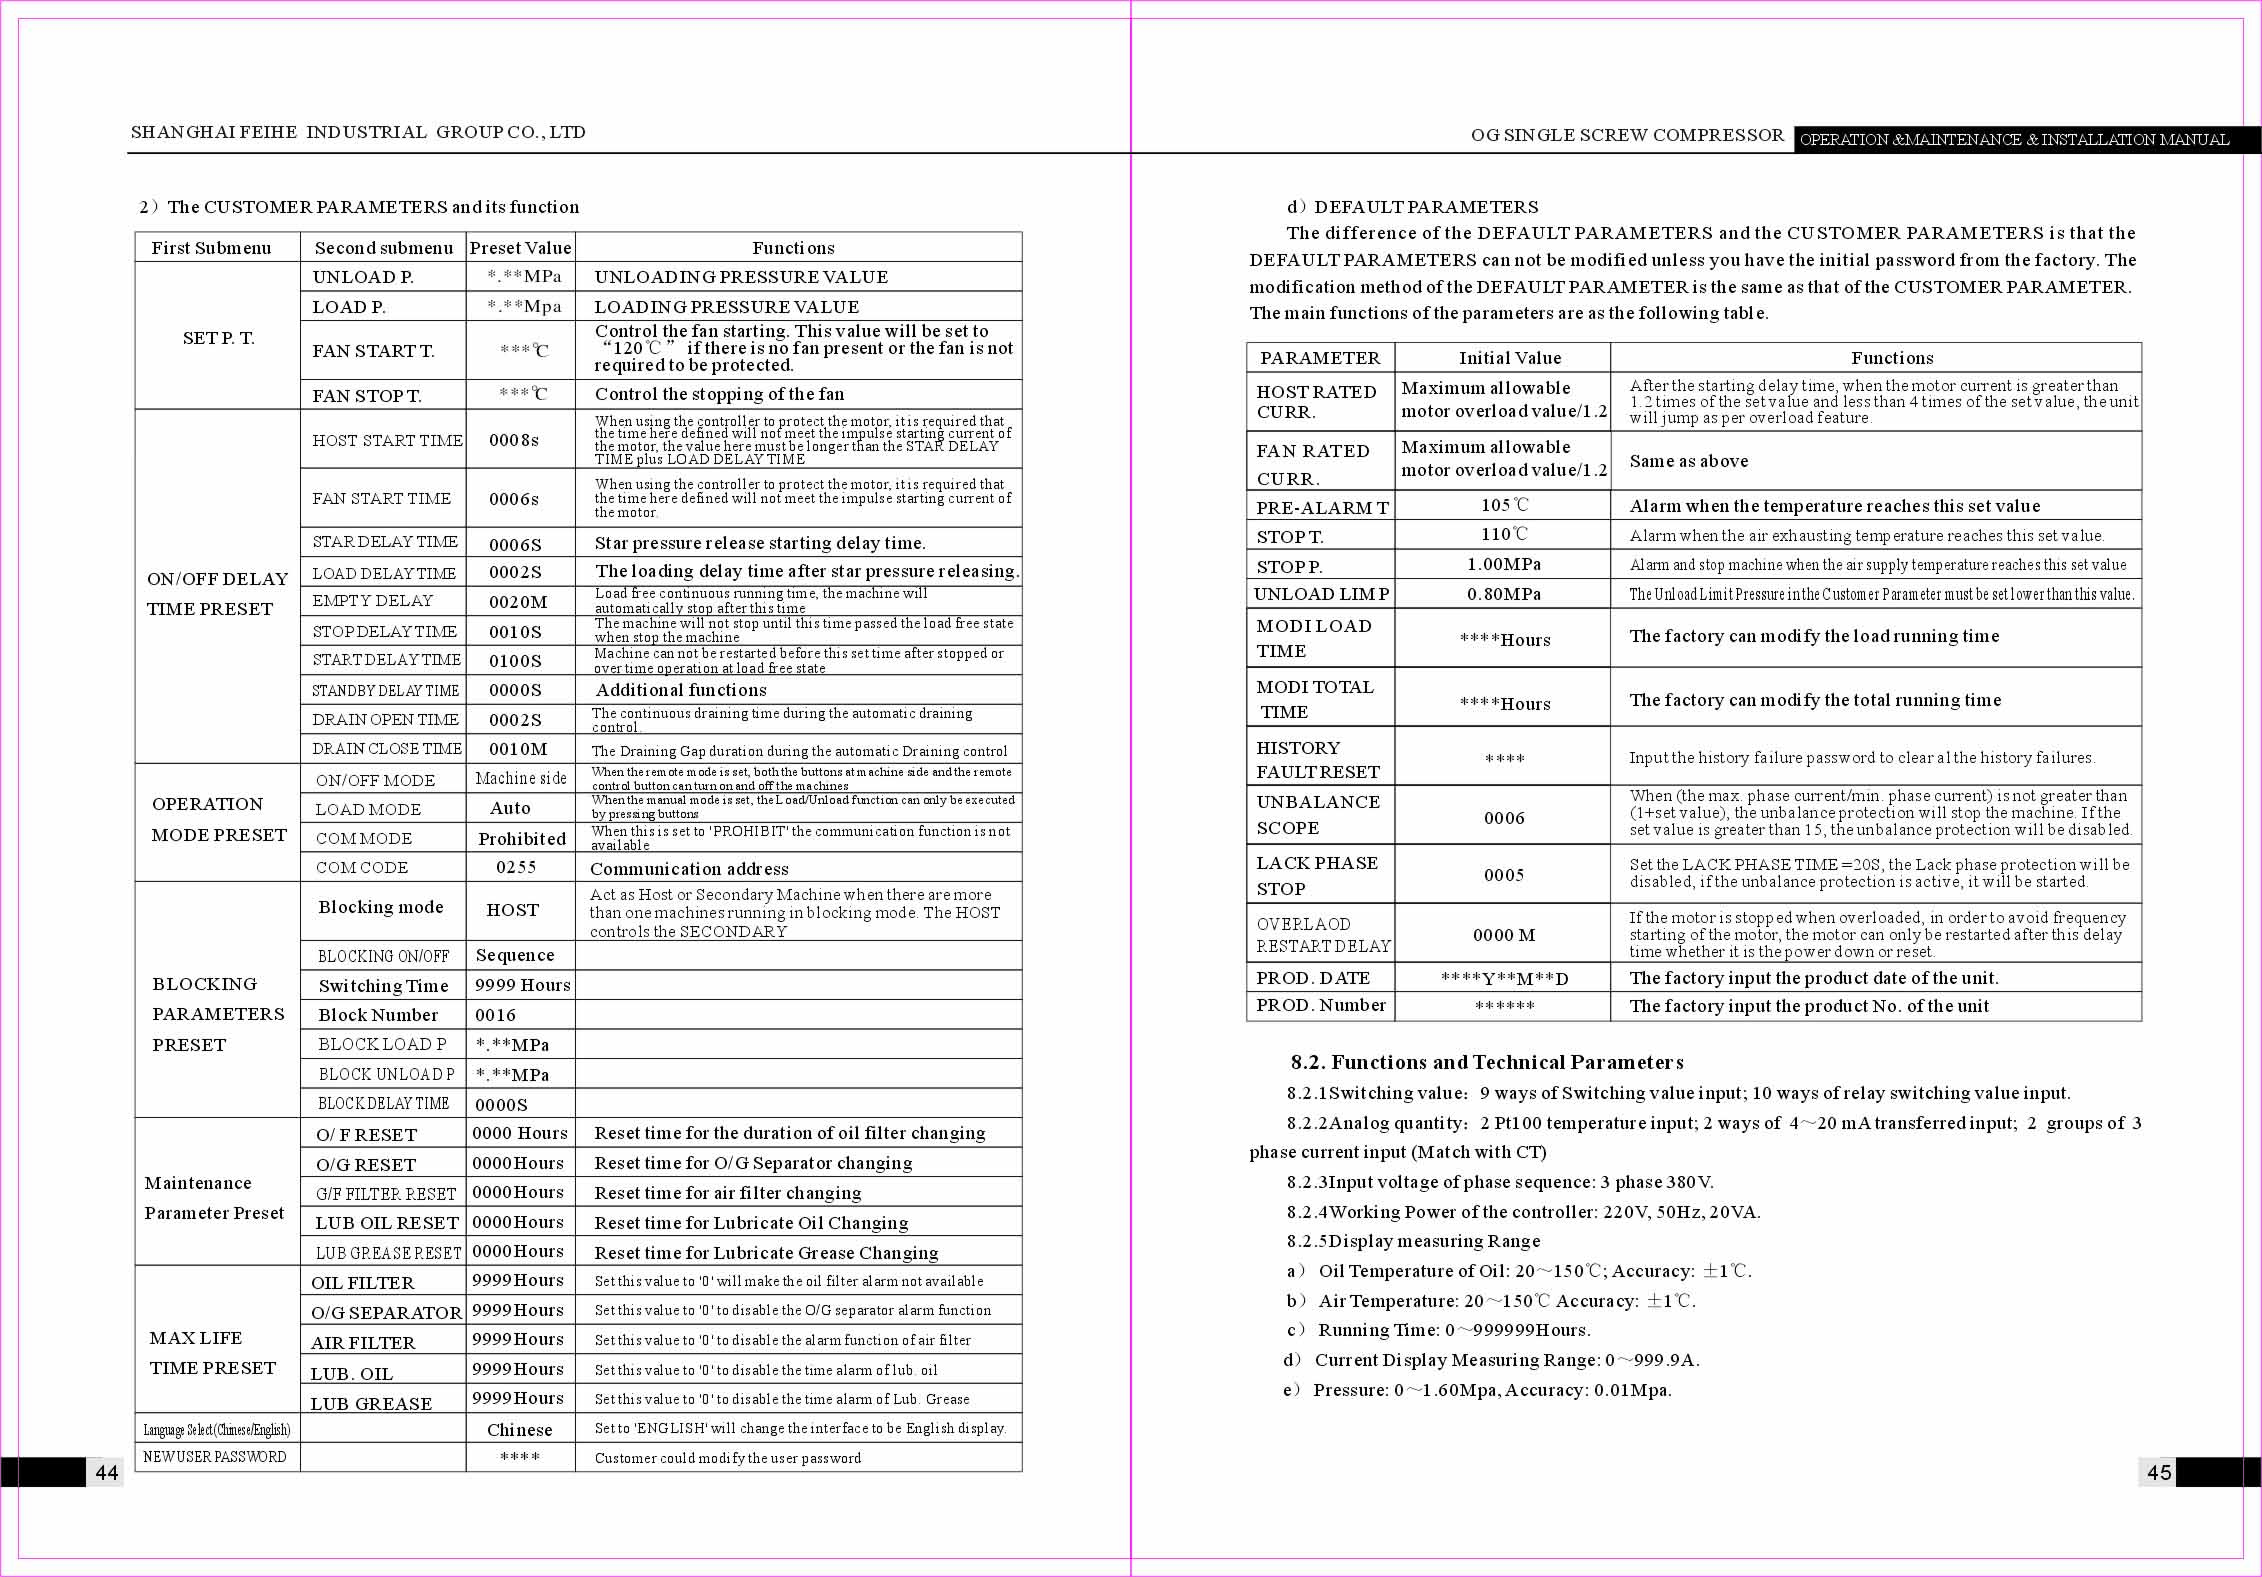 SHANGHAI FEIHE INDUSTRIAL GROUP CO., LTD
2）The CUSTOMER PARAMETERS and its function
First Submenu Second submenu Preset Value Functions
SET P. T.
UNLOAD P. *.**MPa UNLOADING PRESSURE VALUE
LOAD P. *.**Mpa LOADING PRESSURE VALUE
FAN START T. ***℃ Control the fan starting. This value will be set to
“120℃ ” if there is no fan present or the fan is not
required to be protected.
FAN STOP T. ***℃ Control the stopping of the fan
ON/OFF DELAY
TIME PRESET
HOST START TIME 0008s When using the controller to protect the motor, it is required that
the time here defined will not meet the impulse starting current of
the motor, the value here must be longer than the STAR DELAY
TIME plus LOAD DELAY TIME
FAN START TIME 0006s When using the controller to protect the motor, it is required that
the time here defined will not meet the impulse starting current of
the motor.
STAR DELAY TIME 0006S Star pressure release starting delay time.
LOAD DELAY TIME 0002S The loading delay time after star pressure releasing.
EMPTY DELAY 0020M Load free continuous running time, the machine will
automatically stop after this time
STOP DELAY TIME 0010S The machine will not stop until this time passed the load free state
when stop the machine
START DELAY TIME 0100S Machine can not be restarted before this set time after stopped or
over time operation at load free state
STANDBY DELAY TIME 0000S Additional functions
DRAIN OPEN TIME 0002S The continuous draining time during the automatic draining
control.
DRAIN CLOSE TIME 0010M The Draining Gap duration during the automatic Draining control
OPERATION
MODE PRESET
ON/OFF MODE Machine side When the remote mode is set, both the buttons at machine side and the remote
control button can turn on and off the machines
LOAD MODE Auto When the manual mode is set, the Load/Unload function can only be executed
by pressing buttons
COM MODE Prohibited When this is set to 'PROHIBIT' the communication function is not
available
COM CODE 0255 Communication address
BLOCKING
PARAMETERS
PRESET
Blocking mode HOST Act as Host or Secondary Machine when there are more
than one machines running in blocking mode. The HOST
controls the SECONDARY
BLOCKING ON/OFF Sequence
Switching Time 9999 Hours
Block Number 0016
BLOCK LOAD P *.**MPa
BLOCK UNLOAD P *.**MPa
BLOCK DELAY TIME 0000S
Maintenance
Parameter Preset
O/ F RESET 0000 Hours Reset time for the duration of oil filter changing
O/G RESET 0000Hours Reset time for O/G Separator changing
G/F FILTER RESET 0000Hours Reset time for air filter changing
LUB OIL RESET 0000Hours Reset time for Lubricate Oil Changing
LUB GREASE RESET 0000Hours Reset time for Lubricate Grease Changing
MAX LIFE
TIME PRESET
OIL FILTER 9999Hours Set this value to '0' will make the oil filter alarm not available
O/G SEPARATOR 9999Hours Set this value to '0' to disable the O/G separator alarm function
AIR FILTER 9999Hours Set this value to '0' to disable the alarm function of air filter
LUB. OIL 9999Hours Set this value to '0' to disable the time alarm of lub. oil
LUB GREASE 9999Hours Set this value to '0' to disable the time alarm of Lub. Grease
Language Select(Chinese/English) Chinese Set to 'ENGLISH' will change the interface to be English display.
NEW USER PASSWORD **** Customer could modify the user password
44
OG SINGLE SCREW COMPRESSOR OPERATION &MAINTENANCE & INSTALLATION MANUAL
d）DEFAULT PARAMETERS
The difference of the DEFAULT PARAMETERS and the CUSTOMER PARAMETERS is that the
DEFAULT PARAMETERS can not be modified unless you have the initial password from the factory. The
modification method of the DEFAULT PARAMETER is the same as that of the CUSTOMER PARAMETER.
The main functions of the parameters are as the following table.
PARAMETER Initial Value Functions
HOST RATED
CURR.
Maximum allowable
motor overload value/1.2
After the starting delay time, when the motor current is greater than
1.2 times of the set value and less than 4 times of the set value, the unit
will jump as per overload feature.
FAN RATED
CURR.
Maximum allowable
motor overload value/1.2
Same as above
PRE-ALARM T 105℃ Alarm when the temperature reaches this set value
STOP T. 110℃ Alarm when the air exhausting temperature reaches this set value.
STOP P. 1.00MPa Alarm and stop machine when the air supply temperature reaches this set value
UNLOAD LIM P 0.80MPa The Unload Limit Pressure in the Customer Parameter must be set lower than this value.
MODI LOAD
TIME
****Hours The factory can modify the load running time
MODI TOTAL
TIME
****Hours The factory can modify the total running time
HISTORY
FAULT RESET
**** Input the history failure password to clear al the history failures.
UNBALANCE
SCOPE
0006
When (the max. phase current/min. phase current) is not greater than
(1+set value), the unbalance protection will stop the machine. If the
set value is greater than 15, the unbalance protection will be disabled.
LACK PHASE
STOP
0005
Set the LACK PHASE TIME =20S, the Lack phase protection will be
disabled, if the unbalance protection is active, it will be started.
OVERLAOD
RESTART DELAY
0000 M
If the motor is stopped when overloaded, in order to avoid frequency
starting of the motor, the motor can only be restarted after this delay
time whether it is the power down or reset.
PROD. DATE ****Y**M**D The factory input the product date of the unit.
PROD. Number ****** The factory input the product No. of the unit
8.2. Functions and Technical Parameters
8.2.1Switching value：9 ways of Switching value input; 10 ways of relay switching value input.
8.2.2Analog quantity：2 Pt100 temperature input; 2 ways of 4～20 mA transferred input; 2 groups of 3
phase current input (Match with CT)
8.2.3Input voltage of phase sequence: 3 phase 380V.
8.2.4Working Power of the controller: 220V, 50Hz, 20VA.
8.2.5Display measuring Range
a） Oil Temperature of Oil: 20～150℃; Accuracy: ±1℃.
b） Air Temperature: 20～150℃ Accuracy: ±1℃.
c） Running Time: 0～999999Hours.
d） Current Display Measuring Range: 0～999.9A.
e） Pressure: 0～1.60Mpa, Accuracy: 0.01Mpa.
45